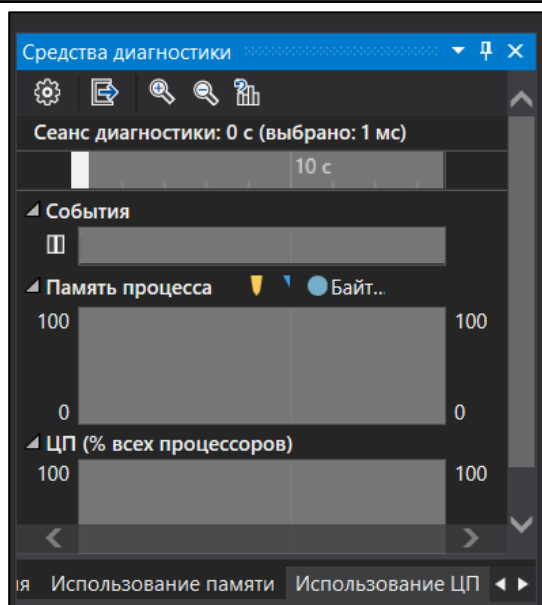 Средства диагностики
Сеанс диагностики: 0 с (выбрано: 1 мс)
10 с
События
Память процесса Байт...
100 100
0 0
ЦП (% всех процессоров)
100 100
я Использование памяти Использование ЦП